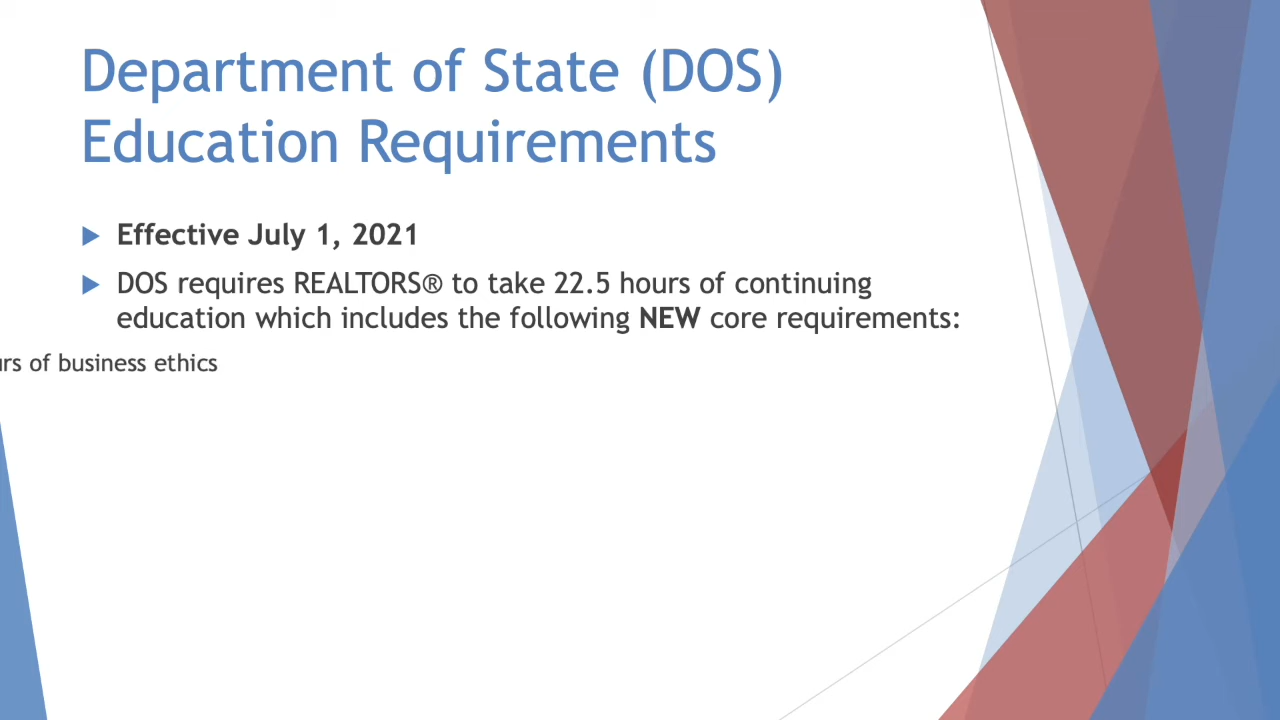 Department of State (DOS)
Education Requirements
Effective July 1, 2021
DOS requires REALTORS® to take 22.5 hours of continuing
education which includes the following NEW core requirements:
of business ethics